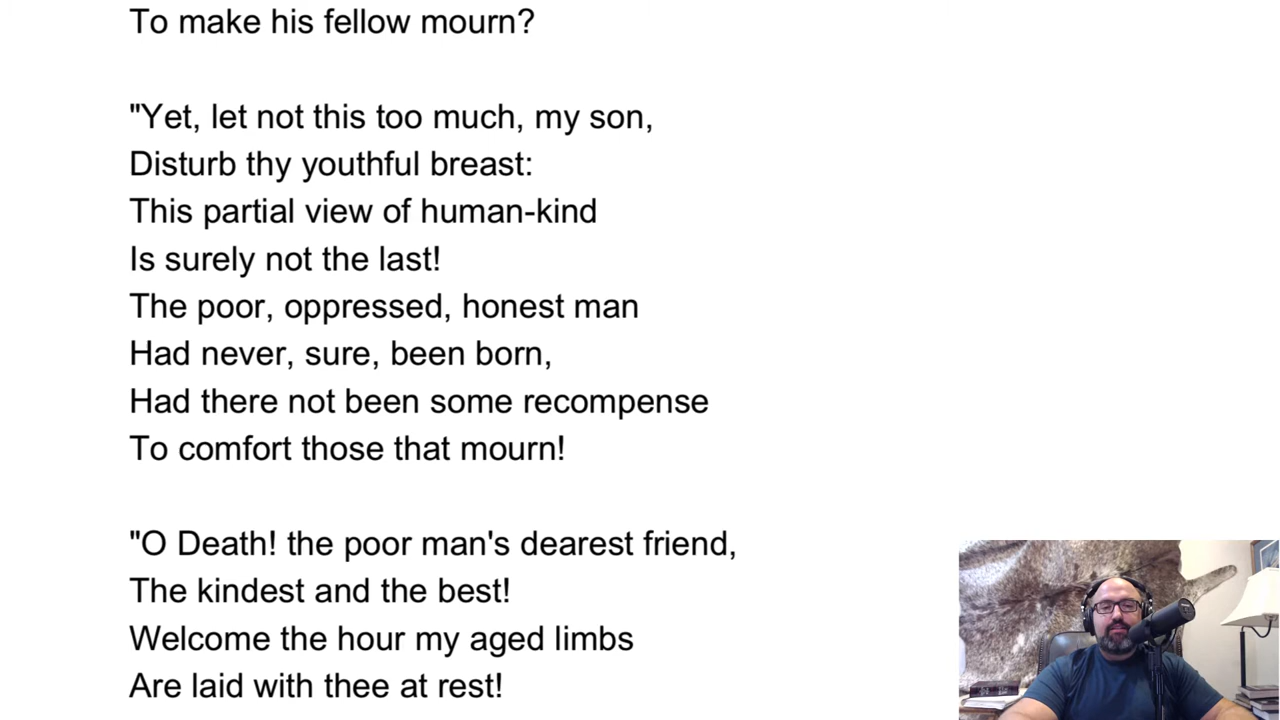 To make his fellow mourn?
"Yet, let not this too much, my son,
Disturb thy youthful breast:
This partial view of human-kind
Is surely not the last!
The poor, oppressed, honest man
Had never, sure, been born,
Had there not been some recompense
To comfort those that mourn!
"O Death! the poor man's dearest friend,
The kindest and the best!
Welcome the hour my aged limbs
Are laid with thee at rest!